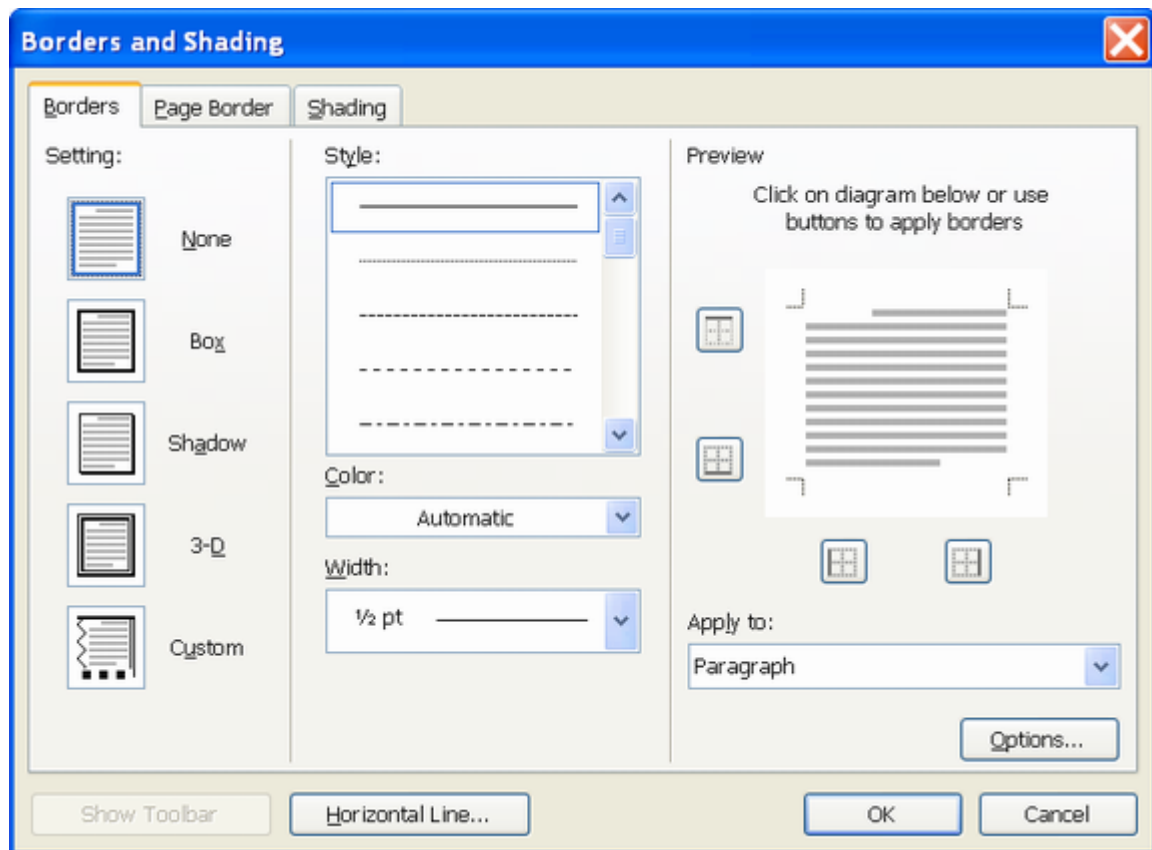 Borders and Shading
Borders
Page Border
Shading
Setting:
None
Box
Shadow
3-D
Custom
Style:
Color:
Automatic
Width:
½ pt
Preview
Click on diagram below or use
buttons to apply borders
Apply to:
Paragraph
Options...
Show Toolbar
Horizontal Line...
OK
Cancel